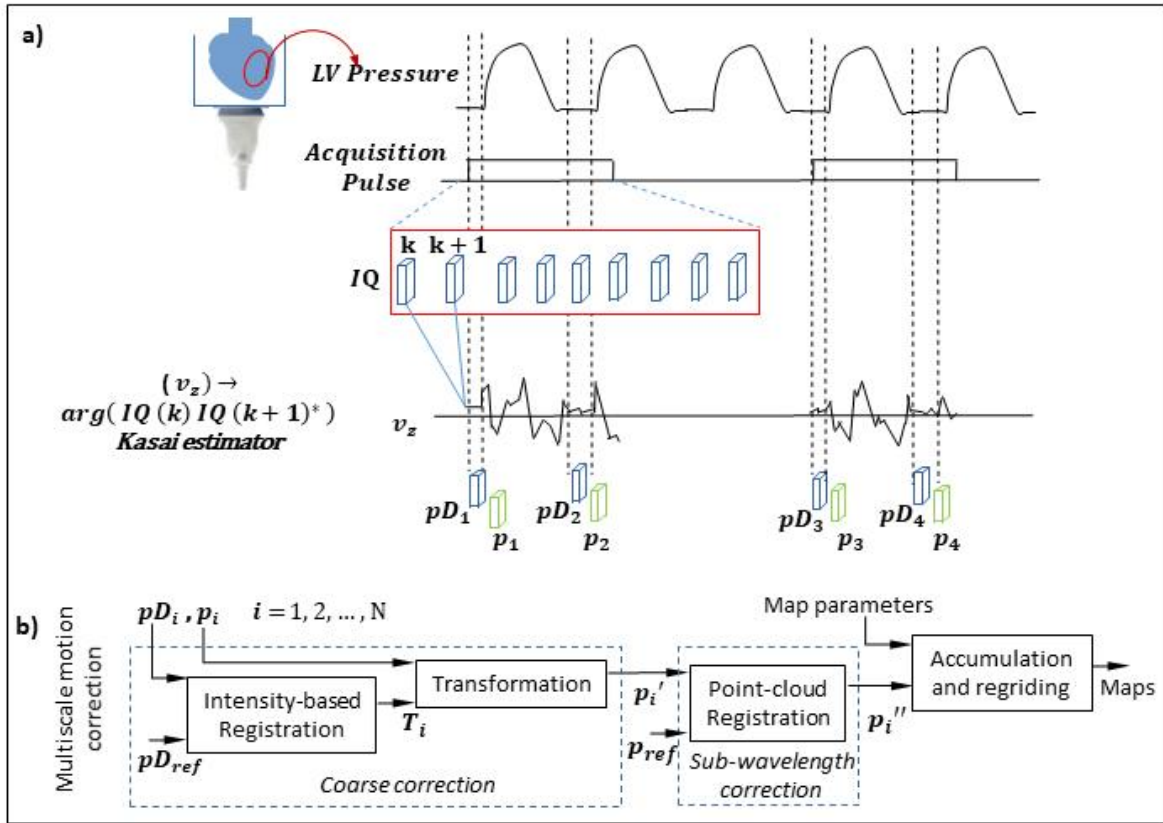 a)
LV Pressure
Acquisition
Pulse
k k + 1
IQ
( v_z ) →
arg( IQ (k) IQ (k + 1)* )
Kasai estimator
v_z
pD_1 pD_2 pD_3 pD_4
p_1 p_2 p_3 p_4
b)
Multiscale motion
correction
pD_i , p_i i = 1, 2, ... , N
Map parameters
Intensity-based
Registration
Transformation
T_i
p_i'
Point-cloud
Registration
p_i''
Accumulation
and regriding
Maps
pD_ref
p_ref
Coarse correction
Sub-wavelength
correction